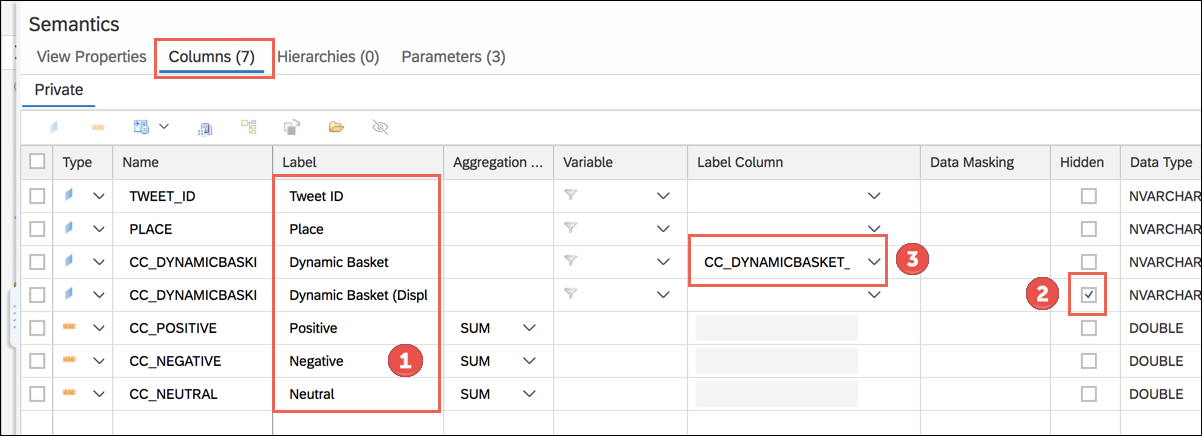 Semantics
View Properties Columns (7) Hierarchies (0) Parameters (3)
Private
Type Name Label Aggregation ... Variable Label Column Data Masking Hidden Data Type
TWEET_ID Tweet ID NVARCHAR
PLACE Place NVARCHAR
CC_DYNAMICBASKI Dynamic Basket CC_DYNAMICBASKET_ 3 NVARCHAR
CC_DYNAMICBASKI Dynamic Basket (Displ 2 NVARCHAR
CC_POSITIVE Positive SUM DOUBLE
CC_NEGATIVE Negative 1 SUM DOUBLE
CC_NEUTRAL Neutral SUM DOUBLE